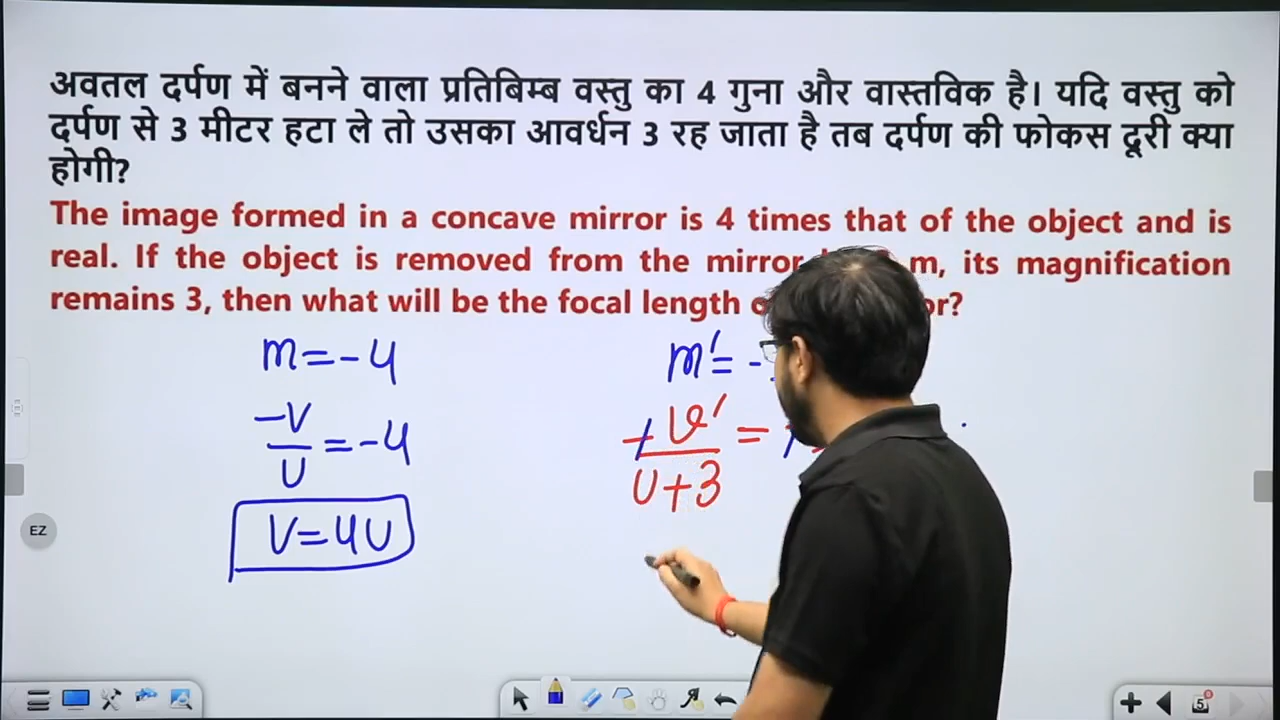 अवतल दर्पण में बनने वाला प्रतिबिम्ब वस्तु का 4 गुना और वास्तविक है। यदि वस्तु को
दर्पण से 3 मीटर हटा ले तो उसका आवर्धन 3 रह जाता है तब दर्पण की फोकस दूरी क्या
होगी?
The image formed in a concave mirror is 4 times that of the object and is
real. If the object is removed from the mirror m, its magnification
remains 3, then what will be the focal length
m = -4
m' = -
-V/U = -4
+V'/U+3 =
V = 4U
EZ
5